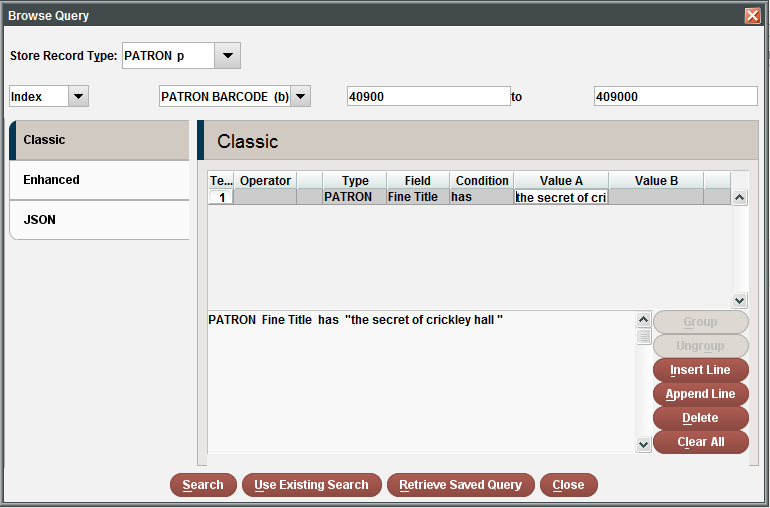 Browse Query
Store Record Type: PATRON p
Index PATRON BARCODE (b) 40900 to 409000
Classic
Enhanced
JSON
Classic
Te... Operator Type Field Condition Value A Value B
1 PATRON Fine Title has the secret of cri
PATRON Fine Title has "the secret of crickley hall "
Group
Ungroup
Insert Line
Append Line
Delete
Clear All
Search Use Existing Search Retrieve Saved Query Close